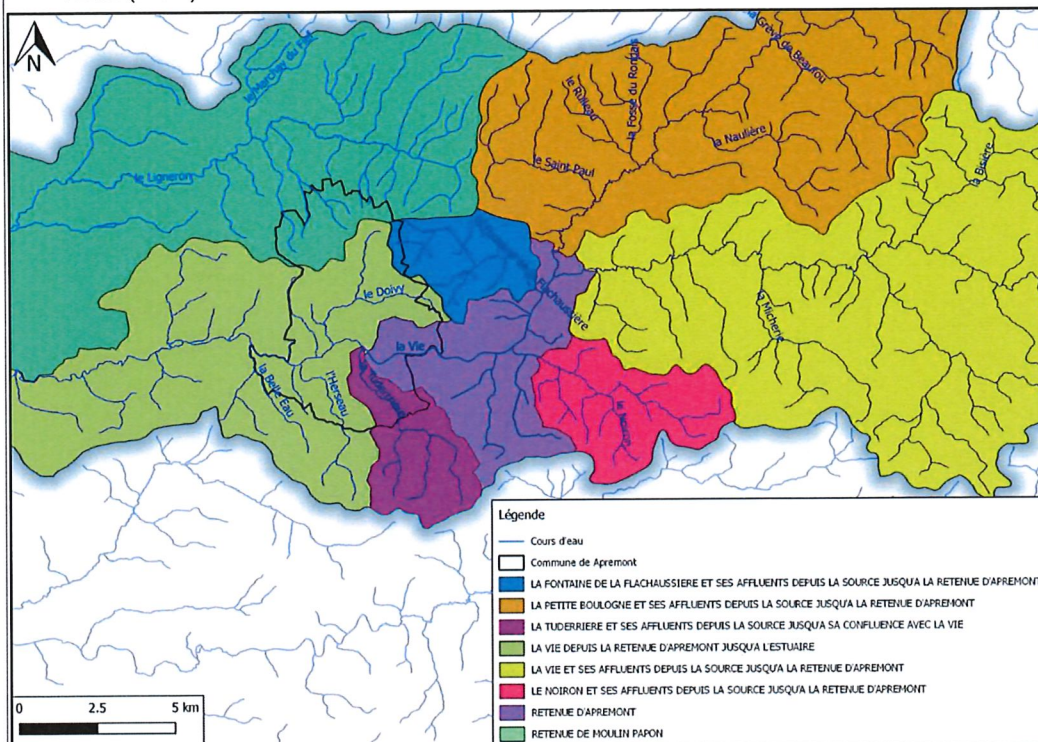 N
la Grève de Beaufou
le Marchais du Fief
le Rulleau
la Fosse du Rondais
la Naulière
le Saint Paul
la Bisière
le Ligneron
le Doivy
Flachaussière
la Micherie
la Vie
la Belle Eau
l'Herseau
Légende
Cours d'eau
Commune de Apremont
LA FONTAINE DE LA FLACHAUSSIERE ET SES AFFLUENTS DEPUIS LA SOURCE JUSQU'A LA RETENUE D'APREMONT
LA PETITE BOULOGNE ET SES AFFLUENTS DEPUIS LA SOURCE JUSQU'A LA RETENUE D'APREMONT
LA TUDERRIERE ET SES AFFLUENTS DEPUIS LA SOURCE JUSQU'A SA CONFLUENCE AVEC LA VIE
LA VIE DEPUIS LA RETENUE D'APREMONT JUSQU'A L'ESTUAIRE
LA VIE ET SES AFFLUENTS DEPUIS LA SOURCE JUSQU'A LA RETENUE D'APREMONT
LE NOIRON ET SES AFFLUENTS DEPUIS LA SOURCE JUSQU'A LA RETENUE D'APREMONT
RETENUE D'APREMONT
RETENUE DE MOULIN PAPON
0 2.5 5 km